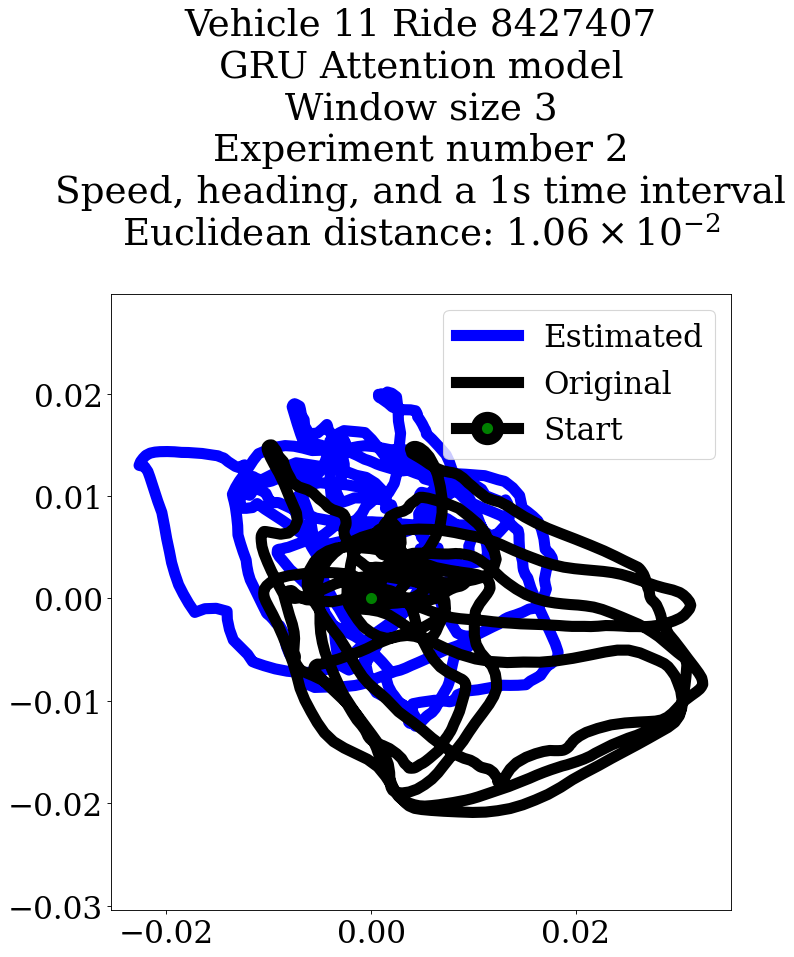 Vehicle 11 Ride 8427407
GRU Attention model
Window size 3
Experiment number 2
Speed, heading, and a 1s time interval
Euclidean distance: 1.06 × 10⁻²
Estimated
Original
Start
0.02
0.01
0.00
−0.01
−0.02
−0.03
−0.02 0.00 0.02